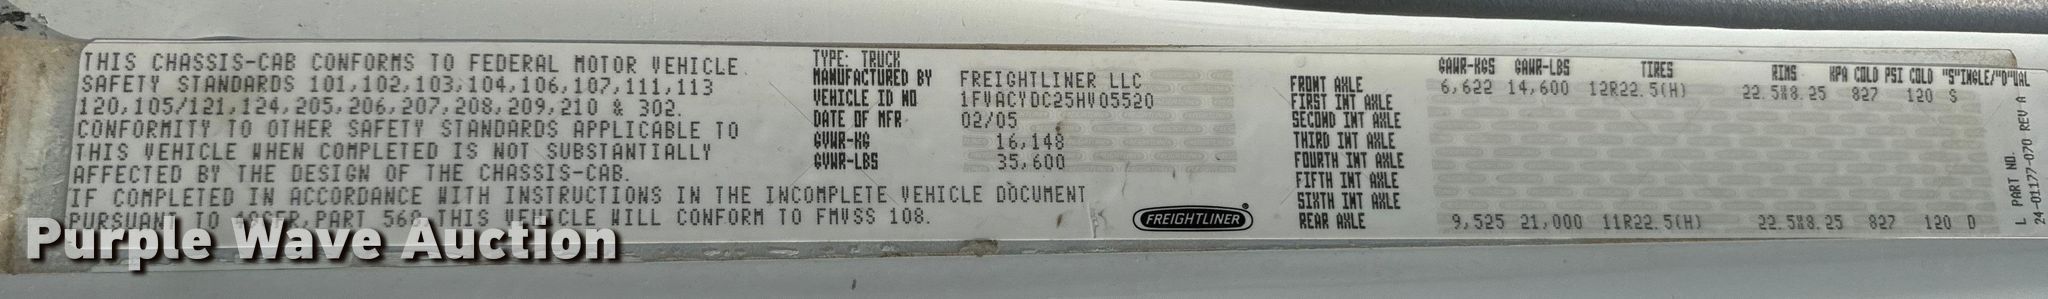 THIS CHASSIS-CAB CONFORMS TO FEDERAL MOTOR VEHICLE
SAFETY STANDARDS 101,102,103,104,106,107,111,113
120,105/121,124,205,206,207,208,209,210 & 302.
CONFORMITY TO OTHER SAFETY STANDARDS APPLICABLE TO
THIS VEHICLE WHEN COMPLETED IS NOT SUBSTANTIALLY
AFFECTED BY THE DESIGN OF THE CHASSIS-CAB.
IF COMPLETED IN ACCORDANCE WITH INSTRUCTIONS IN THE INCOMPLETE VEHICLE DOCUMENT
PURSUANT TO 49CFR,PART 568 THIS VEHICLE WILL CONFORM TO FMVSS 108.
TYPE: TRUCK
MANUFACTURED BY FREIGHTLINER LLC
VEHICLE ID NO 1FVACYDC25HV05520
DATE OF MFR 02/05
GVWR-KG 16,148
GVWR-LBS 35,600
FREIGHTLINER
GAWR-KGS GAWR-LBS TIRES RIMS KPA COLD PSI COLD "S"INGLE/"D"UAL
FRONT AXLE 6,622 14,600 12R22.5(H) 22.5X8.25 827 120 S
FIRST INT AXLE
SECOND INT AXLE
THIRD INT AXLE
FOURTH INT AXLE
FIFTH INT AXLE
SIXTH INT AXLE
REAR AXLE 9,525 21,000 11R22.5(H) 22.5X8.25 827 120 D
L PART NO.
24-01177-070 REV A
Purple Wave Auction